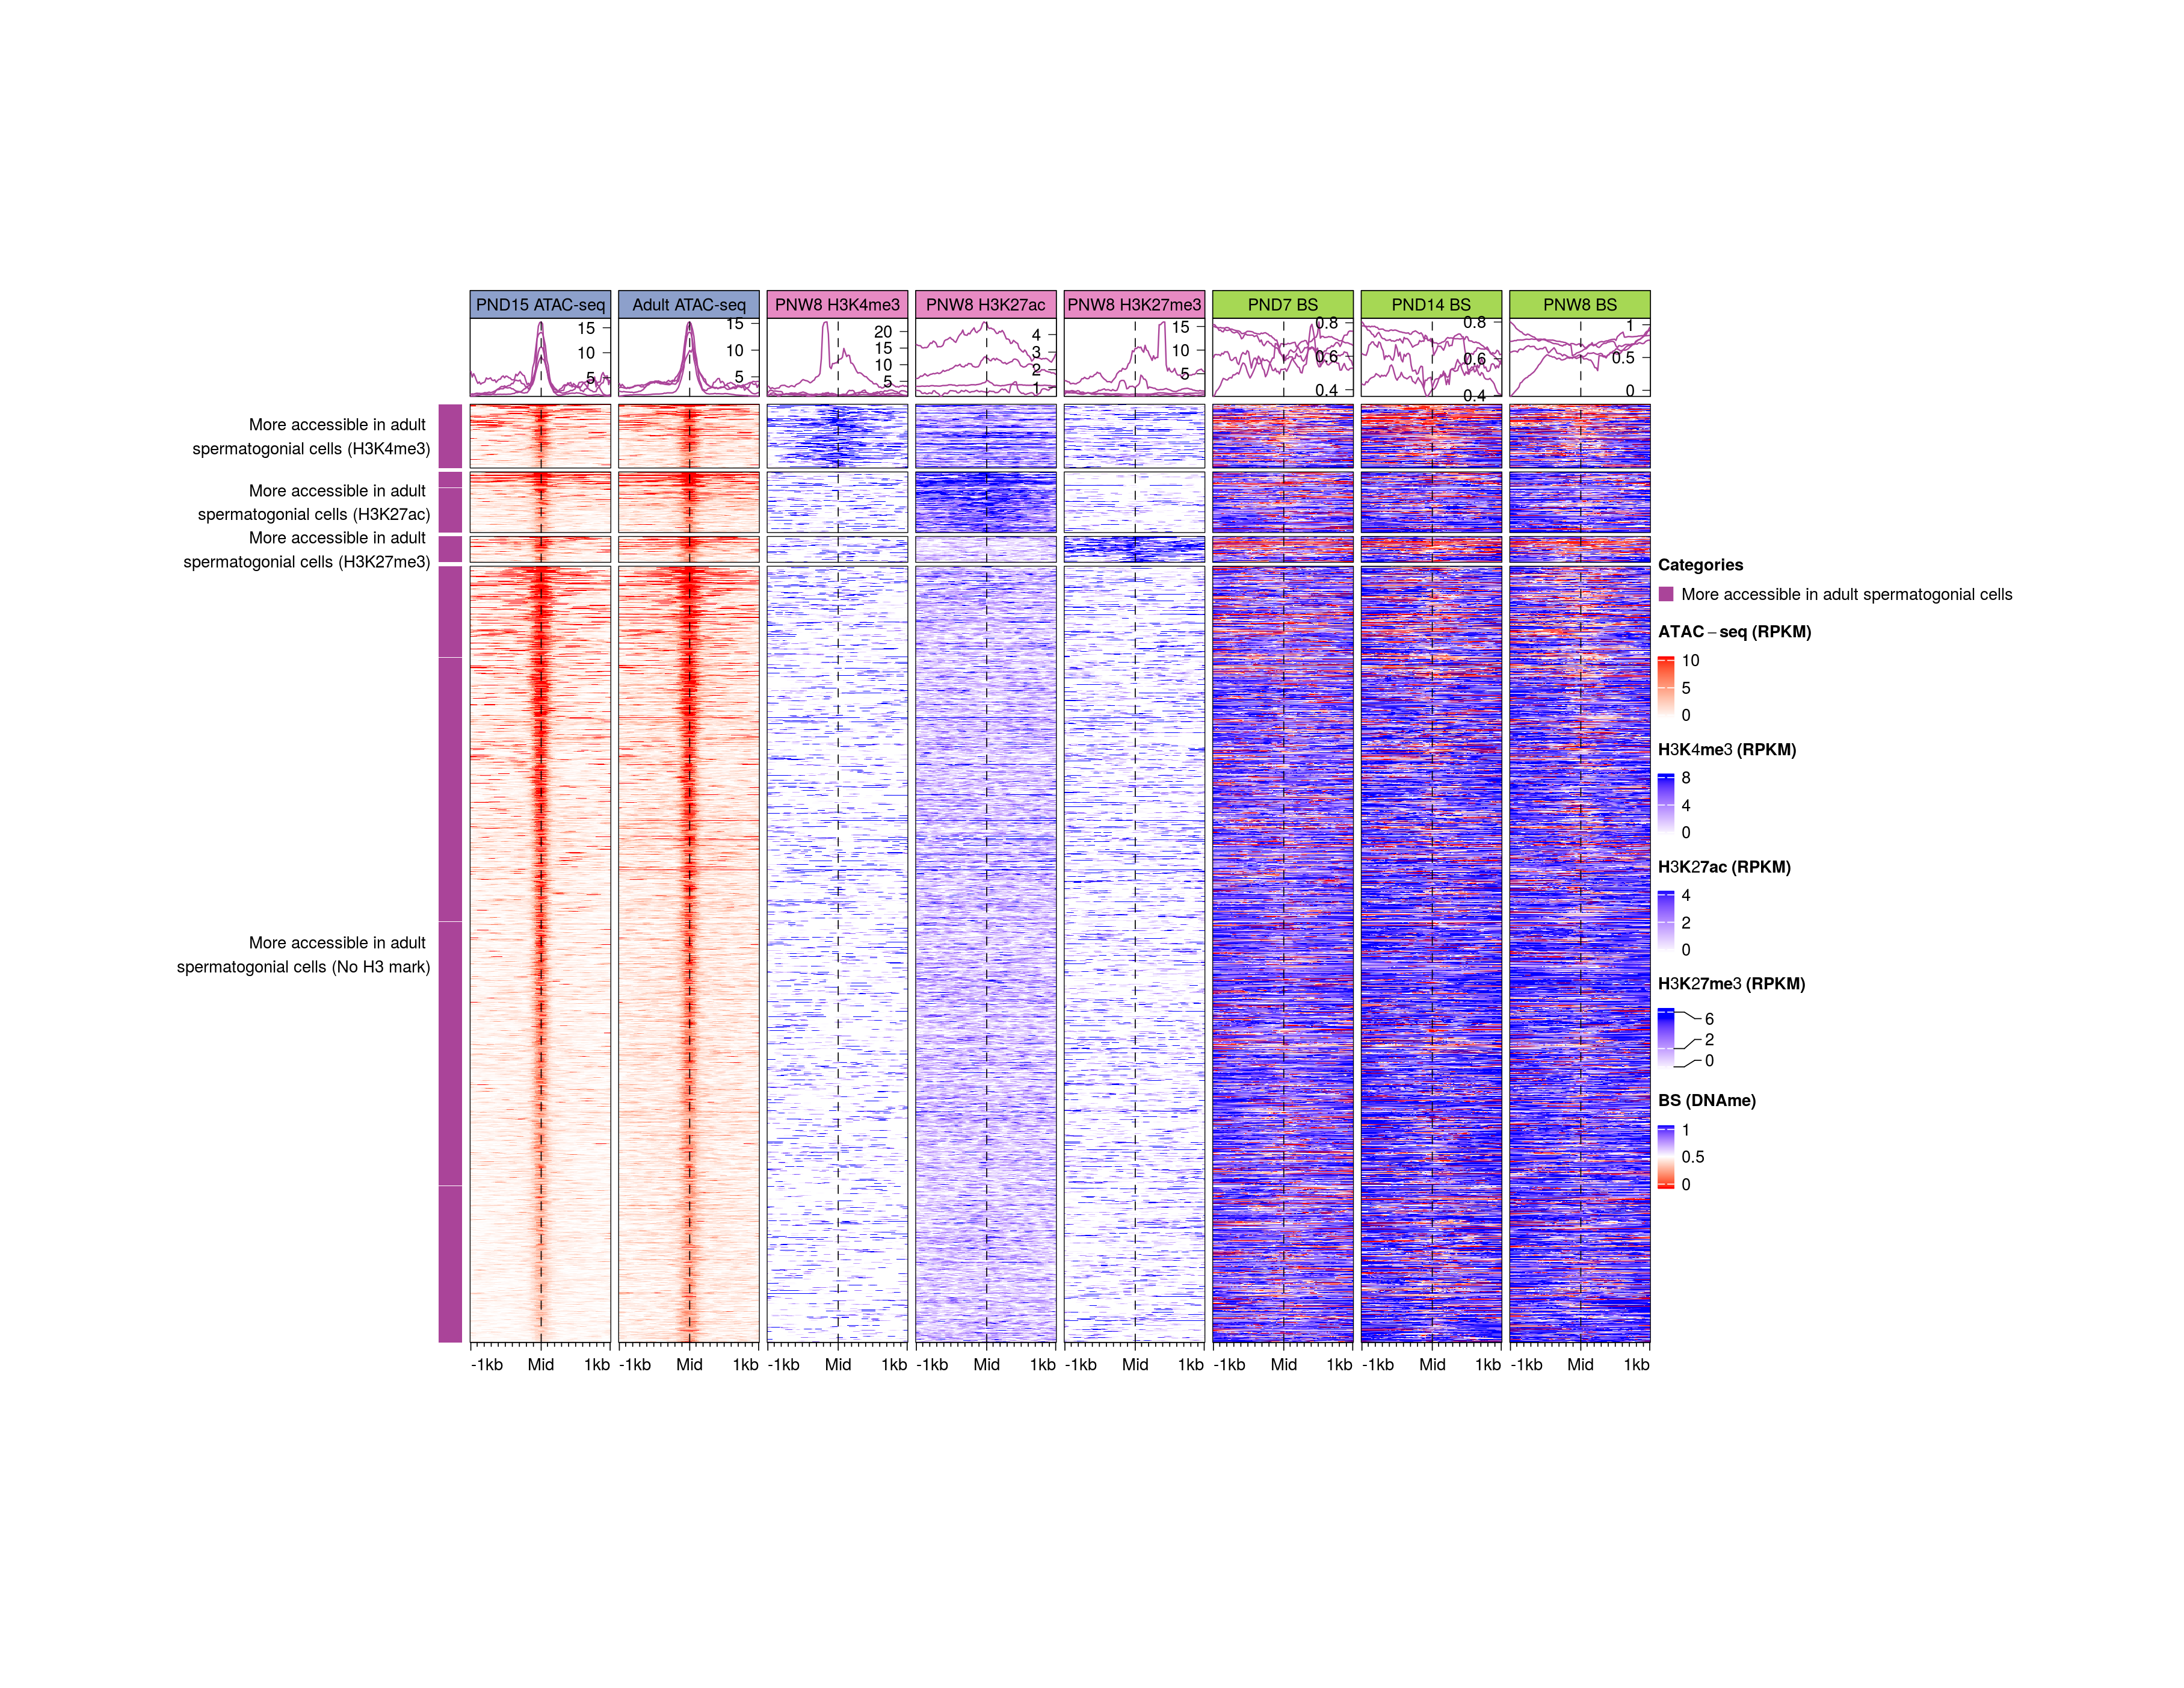 PND15 ATAC-seq
Adult ATAC-seq
PNW8 H3K4me3
PNW8 H3K27ac
PNW8 H3K27me3
PND7 BS
PND14 BS
PNW8 BS
15
10
5
15
10
5
20
15
10
5
4
3
2
1
15
10
5
0.8
0.6
0.4
0.8
0.6
0.4
1
0.5
0
More accessible in adult
spermatogonial cells (H3K4me3)
More accessible in adult
spermatogonial cells (H3K27ac)
More accessible in adult
spermatogonial cells (H3K27me3)
More accessible in adult
spermatogonial cells (No H3 mark)
-1kb Mid 1kb
-1kb Mid 1kb
-1kb Mid 1kb
-1kb Mid 1kb
-1kb Mid 1kb
-1kb Mid 1kb
-1kb Mid 1kb
-1kb Mid 1kb
Categories
More accessible in adult spermatogonial cells
ATAC–seq (RPKM)
10
5
0
H3K4me3 (RPKM)
8
4
0
H3K27ac (RPKM)
4
2
0
H3K27me3 (RPKM)
6
2
0
BS (DNAme)
1
0.5
0